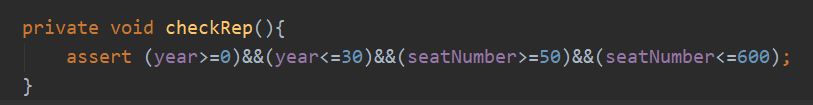 private void checkRep(){
assert (year>=0)&&(year<=30)&&(seatNumber>=50)&&(seatNumber<=600);
}